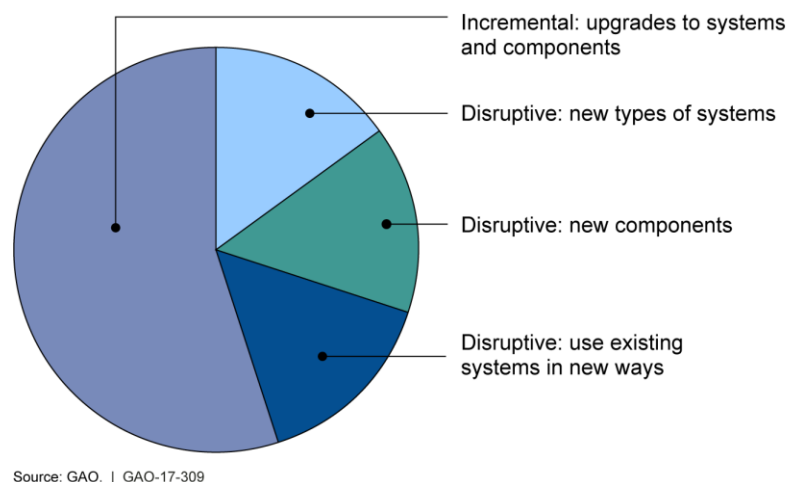 Incremental: upgrades to systems
and components
Disruptive: new types of systems
Disruptive: new components
Disruptive: use existing
systems in new ways
Source: GAO. | GAO-17-309